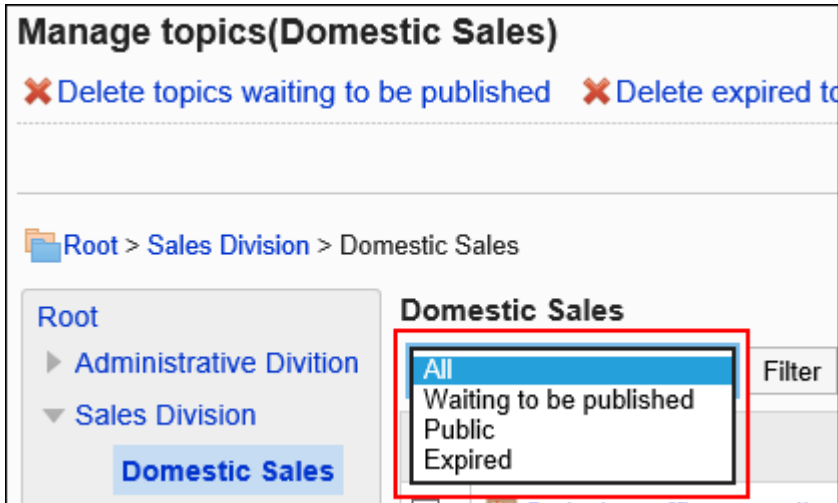 Manage topics(Domestic Sales)
Delete topics waiting to be published Delete expired
Root > Sales Division > Domestic Sales
Root
Administrative Divition
Sales Division
Domestic Sales
Domestic Sales
All
Waiting to be published
Public
Expired
Filter